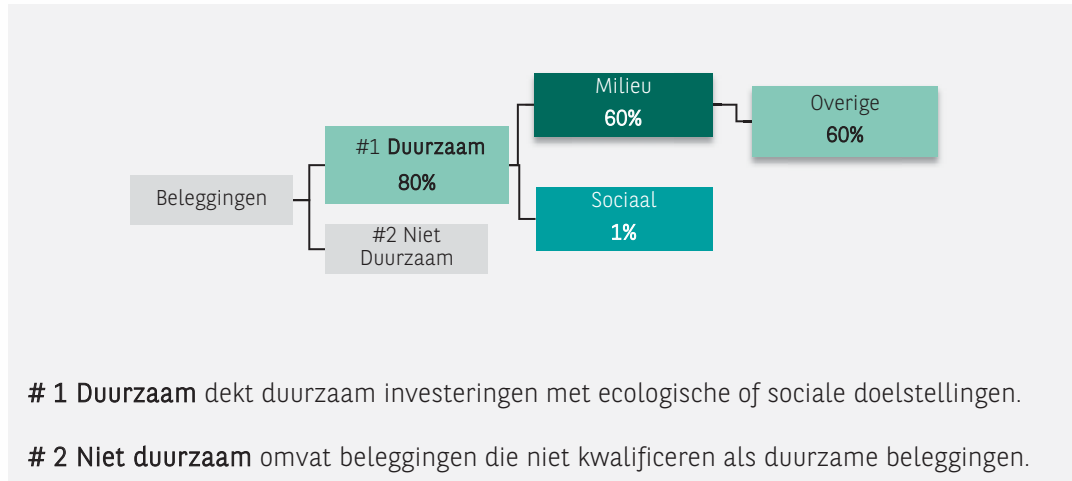 Milieu
60%
Overige
60%
#1 Duurzaam
80%
Beleggingen
Sociaal
1%
#2 Niet
Duurzaam
# 1 Duurzaam dekt duurzaam investeringen met ecologische of sociale doelstellingen.
# 2 Niet duurzaam omvat beleggingen die niet kwalificeren als duurzame beleggingen.